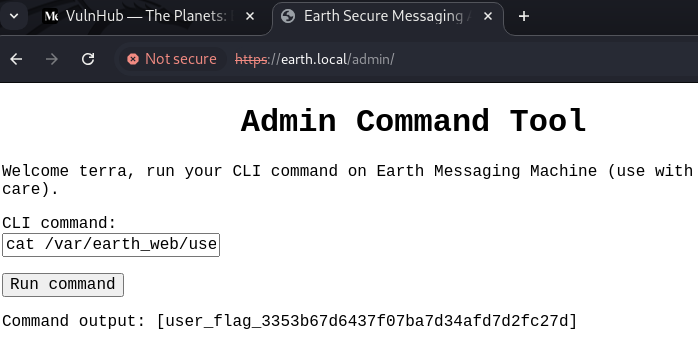 VulnHub — The Planets:
Earth Secure Messaging
Not secure
https://earth.local/admin/
Admin Command Tool
Welcome terra, run your CLI command on Earth Messaging Machine (use with
care).
CLI command:
cat /var/earth_web/use
Run command
Command output: [user_flag_3353b67d6437f07ba7d34afd7d2fc27d]